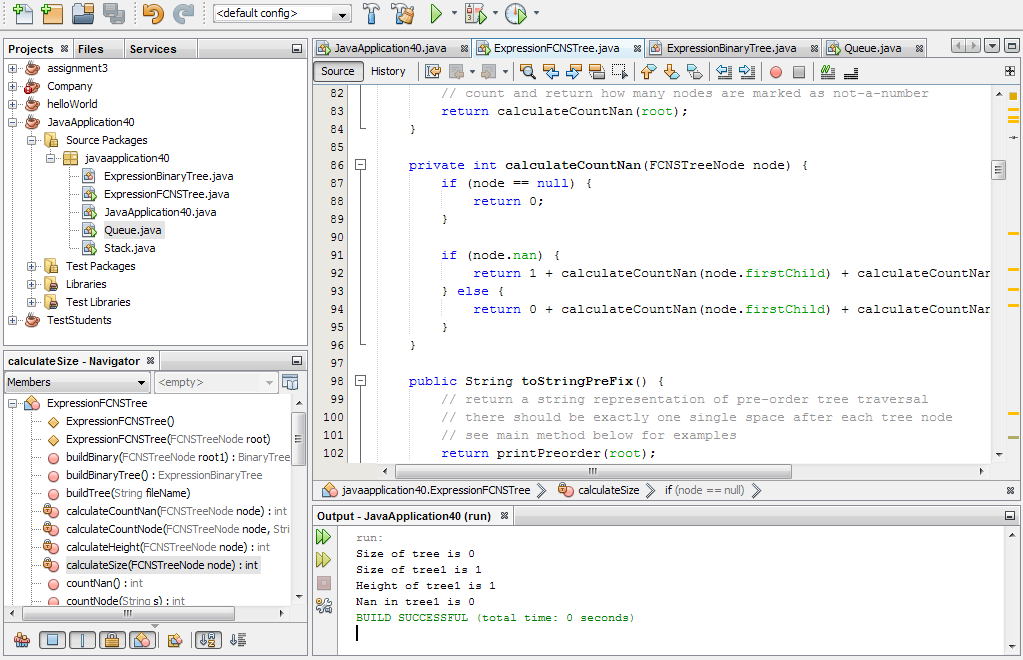 <default config>
Projects Files Services
assignment3
Company
helloWorld
JavaApplication40
Source Packages
javaapplication40
ExpressionBinaryTree.java
ExpressionFCNSTree.java
JavaApplication40.java
Queue.java
Stack.java
Test Packages
Libraries
Test Libraries
TestStudents
calculateSize - Navigator
Members <empty>
ExpressionFCNSTree
ExpressionFCNSTree()
ExpressionFCNSTree(FCNSTreeNode root)
buildBinary(FCNSTreeNode root1) : BinaryTree
buildBinaryTree() : ExpressionBinaryTree
buildTree(String fileName)
calculateCountNan(FCNSTreeNode node) : int
calculateCountNode(FCNSTreeNode node, Stri
calculateHeight(FCNSTreeNode node) : int
calculateSize(FCNSTreeNode node) : int
countNan() : int
countNode(String s) : int
JavaApplication40.java ExpressionFCNSTree.java ExpressionBinaryTree.java Queue.java
Source History
82 // count and return how many nodes are marked as not-a-number
83 return calculateCountNan(root);
84 }
85
86 private int calculateCountNan(FCNSTreeNode node) {
87 if (node == null) {
88 return 0;
89 }
90
91 if (node.nan) {
92 return 1 + calculateCountNan(node.firstChild) + calculateCountNan
93 } else {
94 return 0 + calculateCountNan(node.firstChild) + calculateCountNan
95 }
96 }
97
98 public String toStringPreFix() {
99 // return a string representation of pre-order tree traversal
100 // there should be exactly one single space after each tree node
101 // see main method below for examples
102 return printPreorder(root);
javaapplication40.ExpressionFCNSTree calculateSize if (node == null)
Output - JavaApplication40 (run)
run:
Size of tree is 0
Size of tree1 is 1
Height of tree1 is 1
Nan in tree1 is 0
BUILD SUCCESSFUL (total time: 0 seconds)